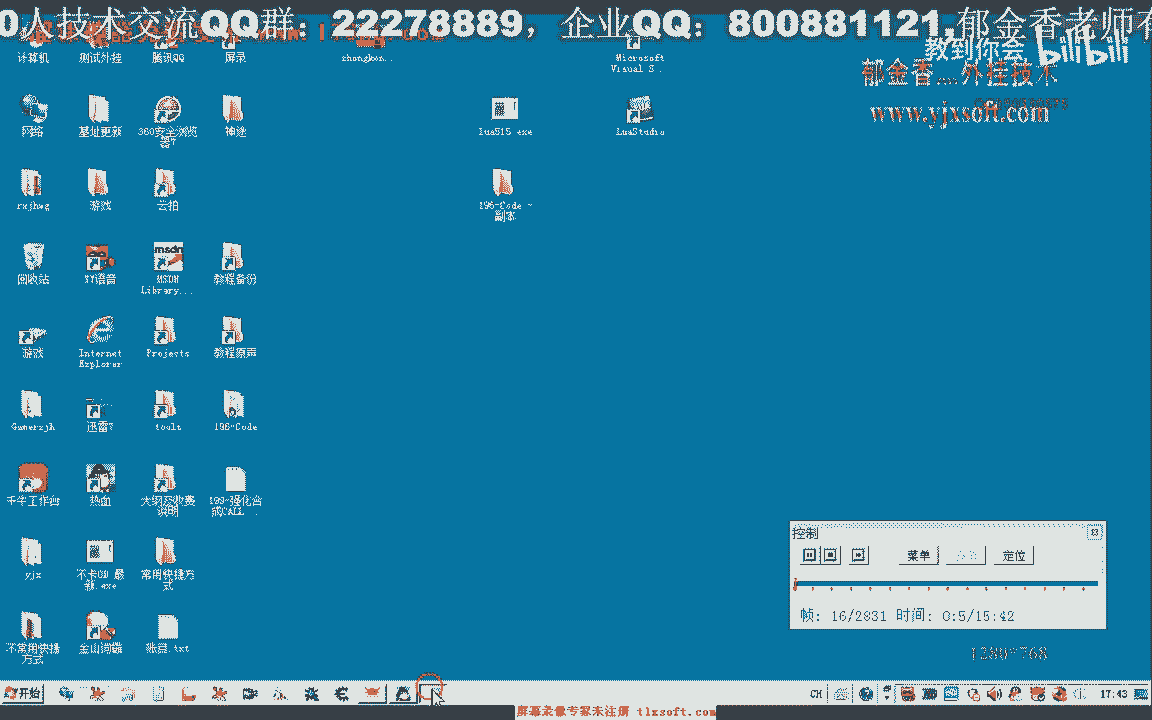 0人技术交流QQ群：22278889，企业QQ：800881121,郁金香老师有
教到你会 bilibili
郁金香....外挂技术
www.yjxsoft.com
计算机
测试外挂
腾讯QQ
屏录
zhongkon...
Microsoft
Visual S...
网络
基址更新
360安全浏览
器7
神途
lua515.exe
LuaStudio
rxjhwg
游戏
云拍
196-Code -
副本
回收站
YY语音
MSDN
Library...
教程备份
游戏
Internet
Explorer
Projects
教程原声
Gamerxjh
迅雷7
tools
196-Code
千牛工作台
热血
大纲及收费
说明
199-强化合
成CALL ..
yjx
不卡OD 最
新.exe
常用快捷方
式
不常用快捷
方式
金山词霸
账号.txt
控制
菜单
定位
帧: 16/2831 时间: 0:5/15:42
1280*768
开始
CH
17:43
屏幕录像专家未注册 tlxsoft.com